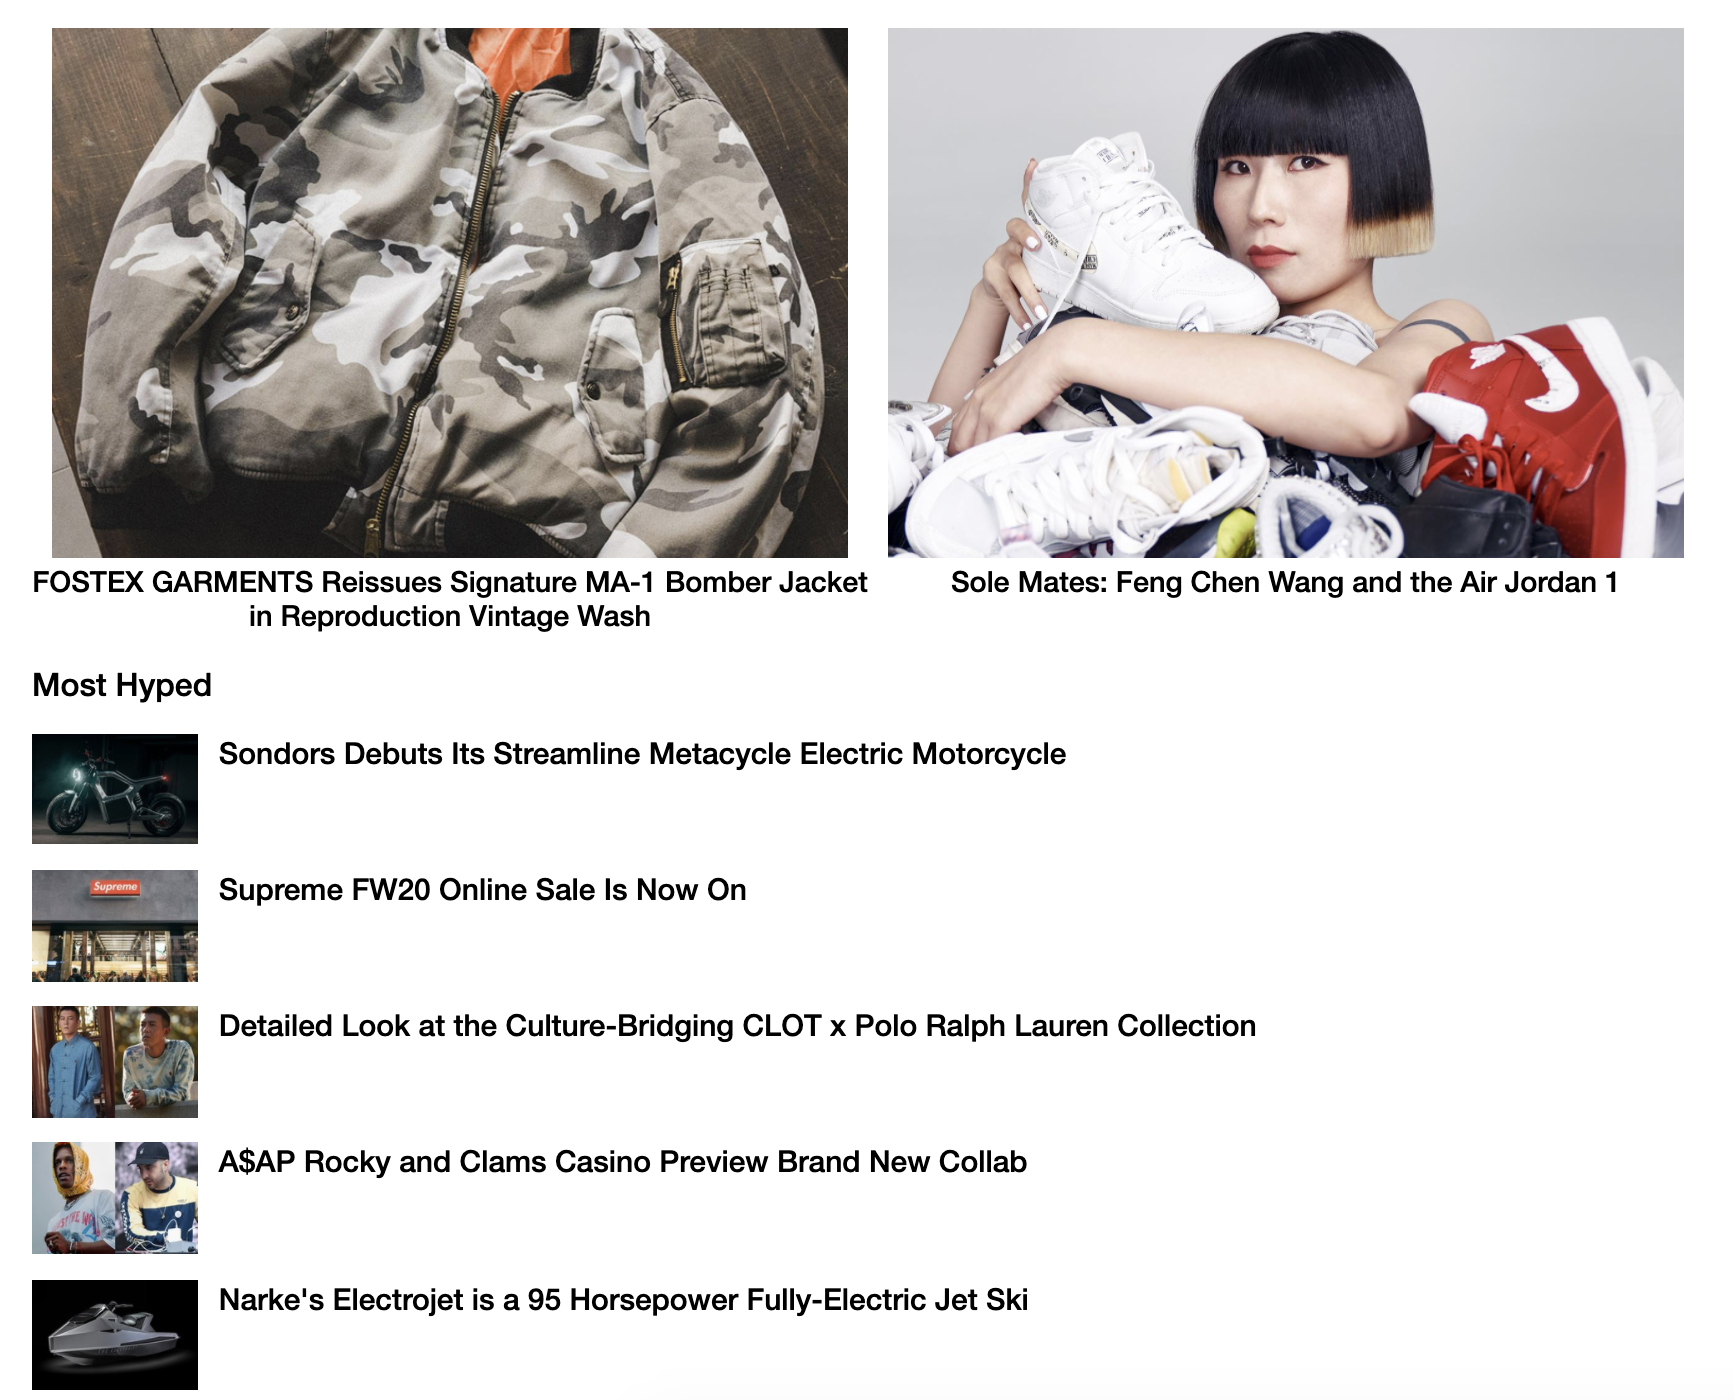 FOSTEX GARMENTS Reissues Signature MA-1 Bomber Jacket
in Reproduction Vintage Wash
Sole Mates: Feng Chen Wang and the Air Jordan 1
Most Hyped
Sondors Debuts Its Streamline Metacycle Electric Motorcycle
Supreme
Supreme FW20 Online Sale Is Now On
Detailed Look at the Culture-Bridging CLOT x Polo Ralph Lauren Collection
A$AP Rocky and Clams Casino Preview Brand New Collab
Narke's Electrojet is a 95 Horsepower Fully-Electric Jet Ski